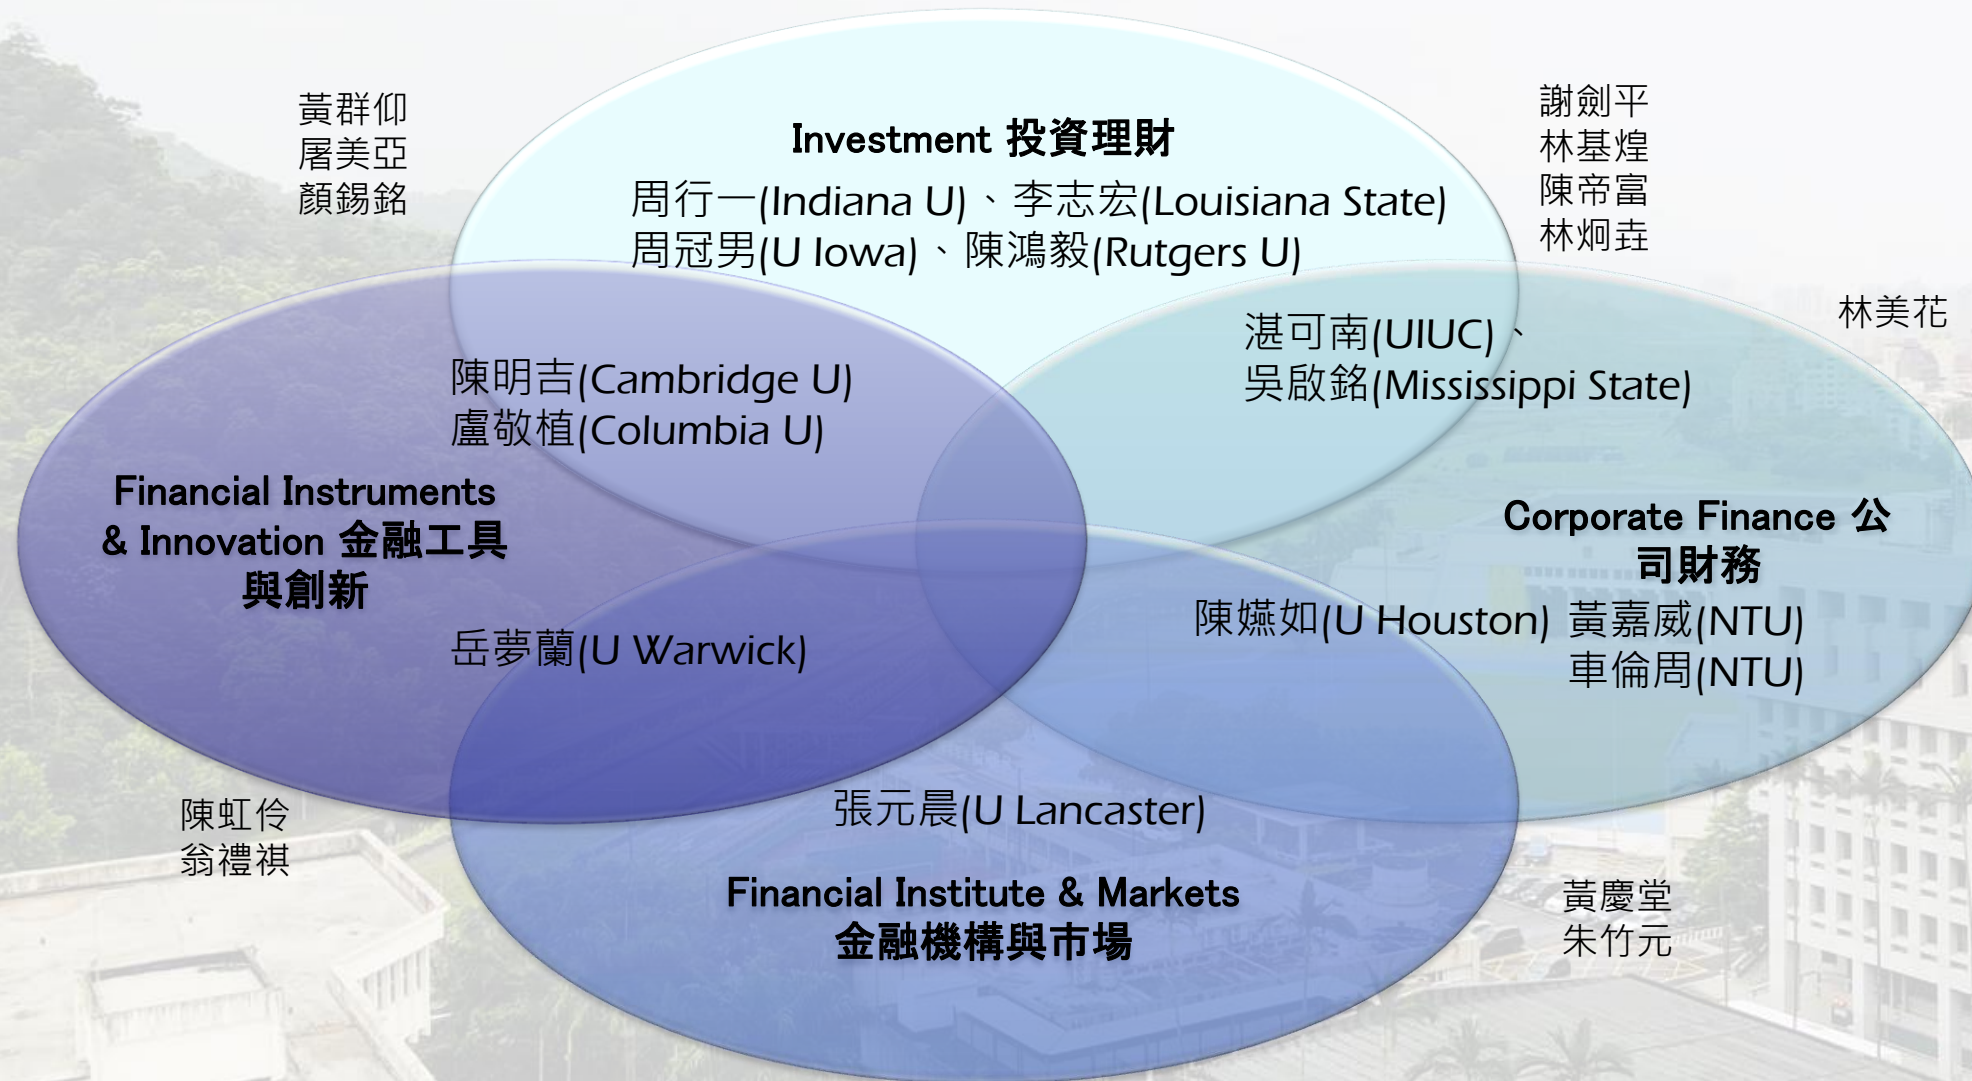 黃群仰
屠美亞
顏錫銘
Investment 投資理財
周行一(Indiana U)、李志宏(Louisiana State)
周冠男(U Iowa)、陳鴻毅(Rutgers U)
謝劍平
林基煌
陳帝富
林炯垚
林美花
湛可南(UIUC)、
吳啟銘(Mississippi State)
陳明吉(Cambridge U)
盧敬植(Columbia U)
Financial Instruments
& Innovation 金融工具
與創新
Corporate Finance 公
司財務
岳夢蘭(U Warwick)
陳嬿如(U Houston)
黃嘉威(NTU)
車倫周(NTU)
陳虹伶
翁禮祺
張元晨(U Lancaster)
Financial Institute & Markets
金融機構與市場
黃慶堂
朱竹元